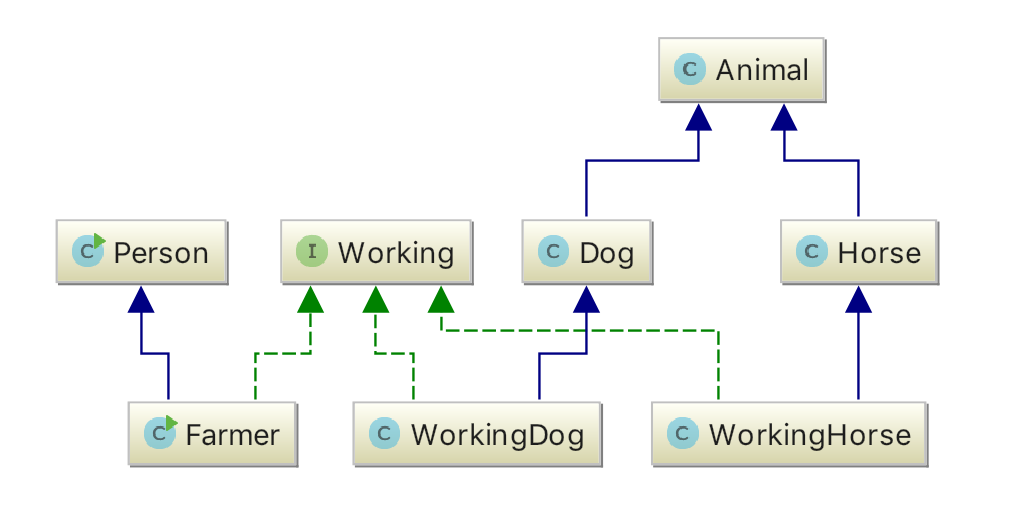 C Animal
C Person
I Working
C Dog
C Horse
C Farmer
C WorkingDog
C WorkingHorse